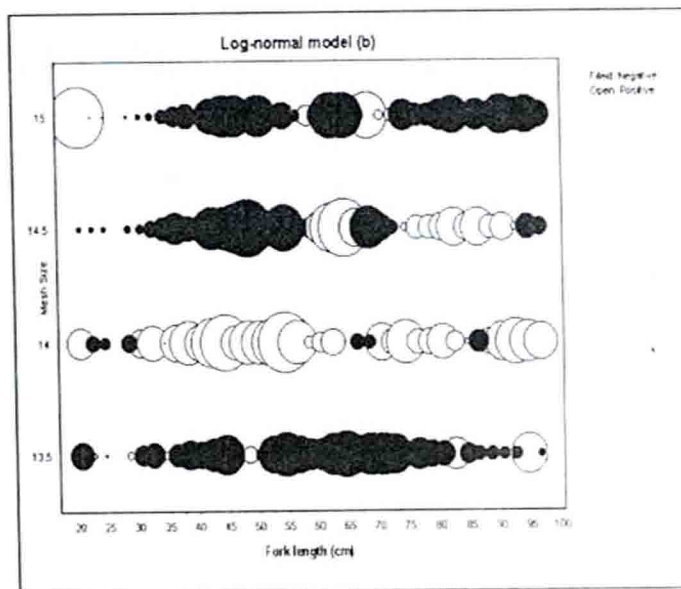 Log-normal model (b)
Filled Negative
Open Positive
15
14.5
14
13.5
Mesh Size
20 25 30 35 40 45 50 55 60 65 70 75 80 85 90 95 100
Fork length (cm)